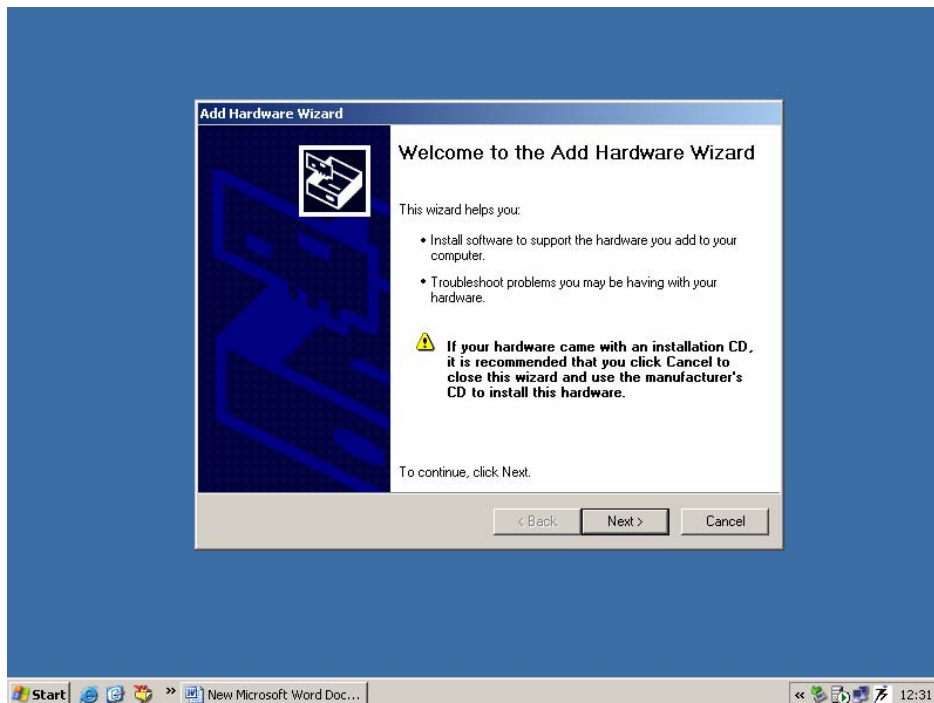 Add Hardware Wizard
Welcome to the Add Hardware Wizard
This wizard helps you:
• Install software to support the hardware you add to your
computer.
• Troubleshoot problems you may be having with your
hardware.
If your hardware came with an installation CD,
it is recommended that you click Cancel to
close this wizard and use the manufacturer's
CD to install this hardware.
To continue, click Next.
< Back Next > Cancel
Start » New Microsoft Word Doc... « 12:31